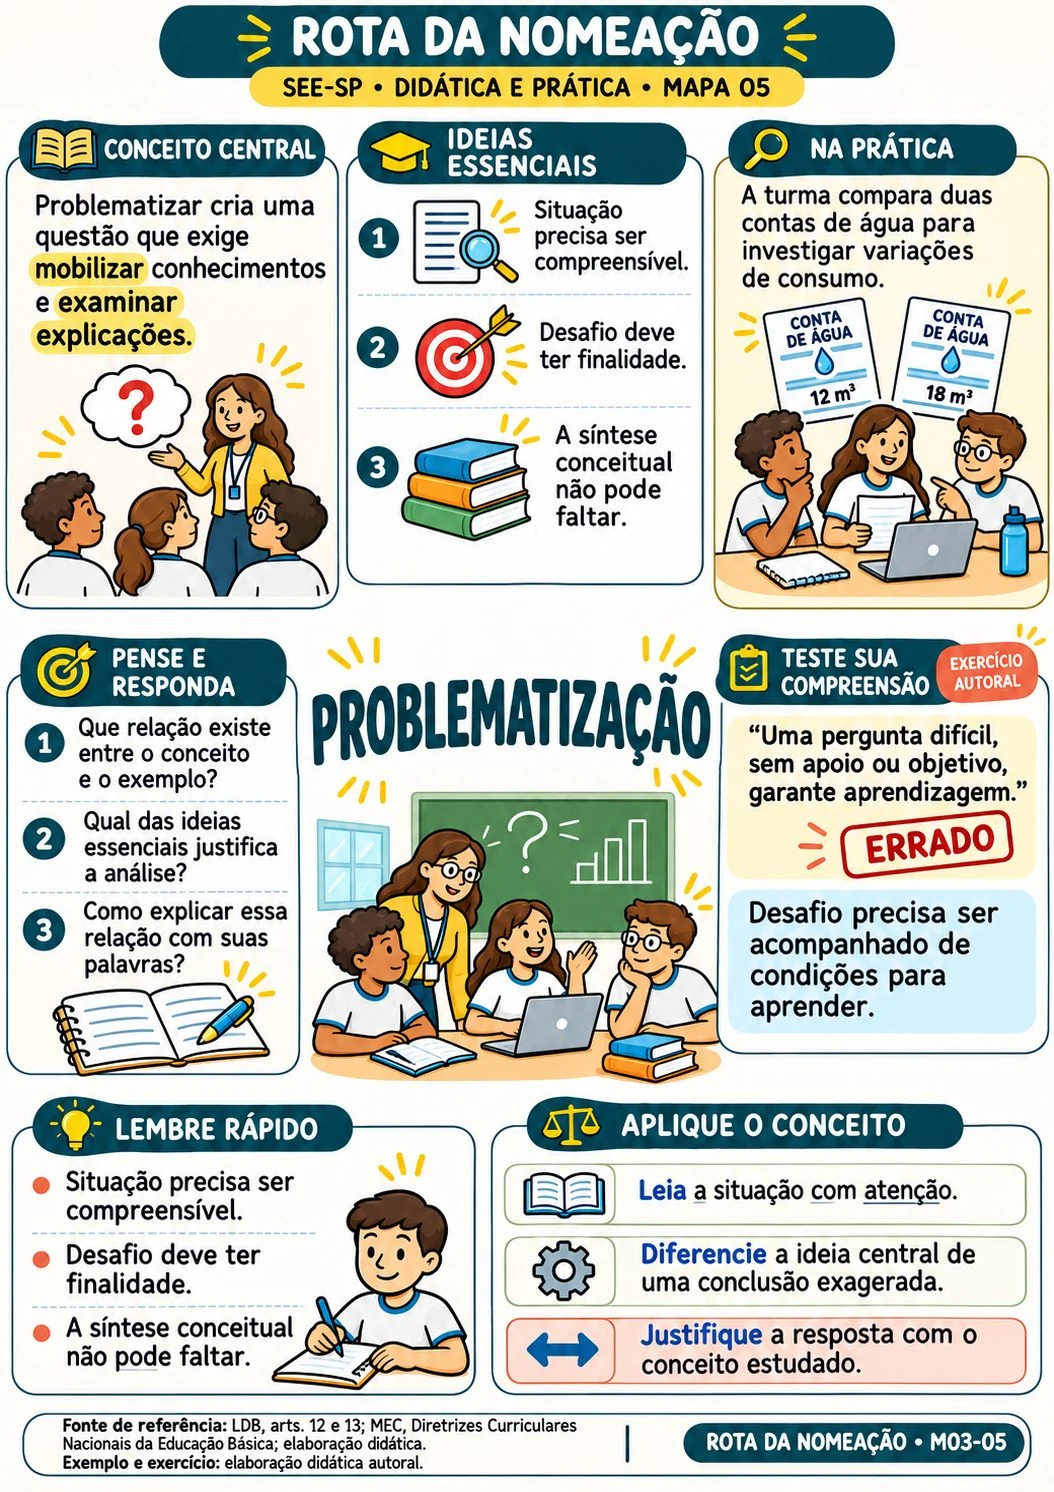 ROTA DA NOMEAÇÃO
SEE-SP • DIDÁTICA E PRÁTICA • MAPA 05
CONCEITO CENTRAL
Problematizar cria uma
questão que exige
mobilizar conhecimentos
e examinar
explicações.
?
IDEIAS
ESSENCIAIS
1
Situação
precisa ser
compreensível.
2
Desafio deve
ter finalidade.
3
A síntese
conceitual
não pode
faltar.
NA PRÁTICA
A turma compara duas
contas de água para
investigar variações
de consumo.
CONTA
DE ÁGUA
12 m³
CONTA
DE ÁGUA
18 m³
PENSE E
RESPONDA
1
Que relação existe
entre o conceito
e o exemplo?
2
Qual das ideias
essenciais justifica
a análise?
3
Como explicar essa
relação com suas
palavras?
PROBLEMATIZAÇÃO
?
TESTE SUA
COMPREENSÃO
EXERCÍCIO
AUTORAL
“Uma pergunta difícil,
sem apoio ou objetivo,
garante aprendizagem.”
ERRADO
Desafio precisa ser
acompanhado de
condições para
aprender.
LEMBRE RÁPIDO
Situação precisa ser
compreensível.
Desafio deve ter
finalidade.
A síntese conceitual
não pode faltar.
APLIQUE O CONCEITO
Leia a situação com atenção.
Diferencie a ideia central de
uma conclusão exagerada.
Justifique a resposta com o
conceito estudado.
Fonte de referência: LDB, arts. 12 e 13; MEC, Diretrizes Curriculares
Nacionais da Educação Básica; elaboração didática.
Exemplo e exercício: elaboração didática autoral.
ROTA DA NOMEAÇÃO • M03-05